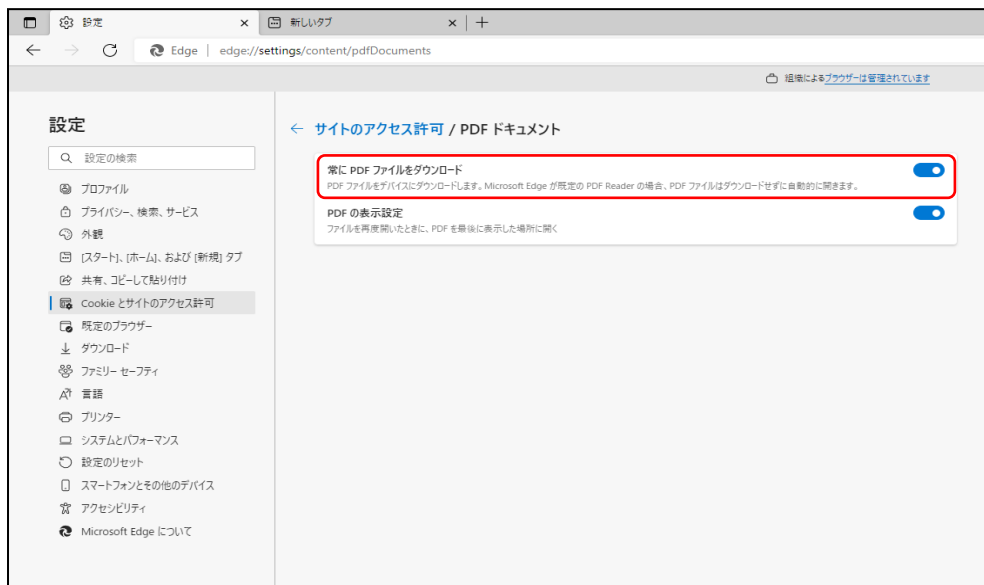 設定
新しいタブ
Edge | edge://settings/content/pdfDocuments
組織によるブラウザーは管理されています
設定
設定の検索
プロファイル
プライバシー、検索、サービス
外観
[スタート]、[ホーム]、および [新規] タブ
共有、コピーして貼り付け
Cookie とサイトのアクセス許可
既定のブラウザー
ダウンロード
ファミリー セーフティ
言語
プリンター
システムとパフォーマンス
設定のリセット
スマートフォンとその他のデバイス
アクセシビリティ
Microsoft Edge について
サイトのアクセス許可 / PDF ドキュメント
常に PDF ファイルをダウンロード
PDF ファイルをデバイスにダウンロードします。Microsoft Edge が既定の PDF Reader の場合、PDF ファイルはダウンロードせずに自動的に開きます。
PDF の表示設定
ファイルを再度開いたときに、PDF を最後に表示した場所に開く